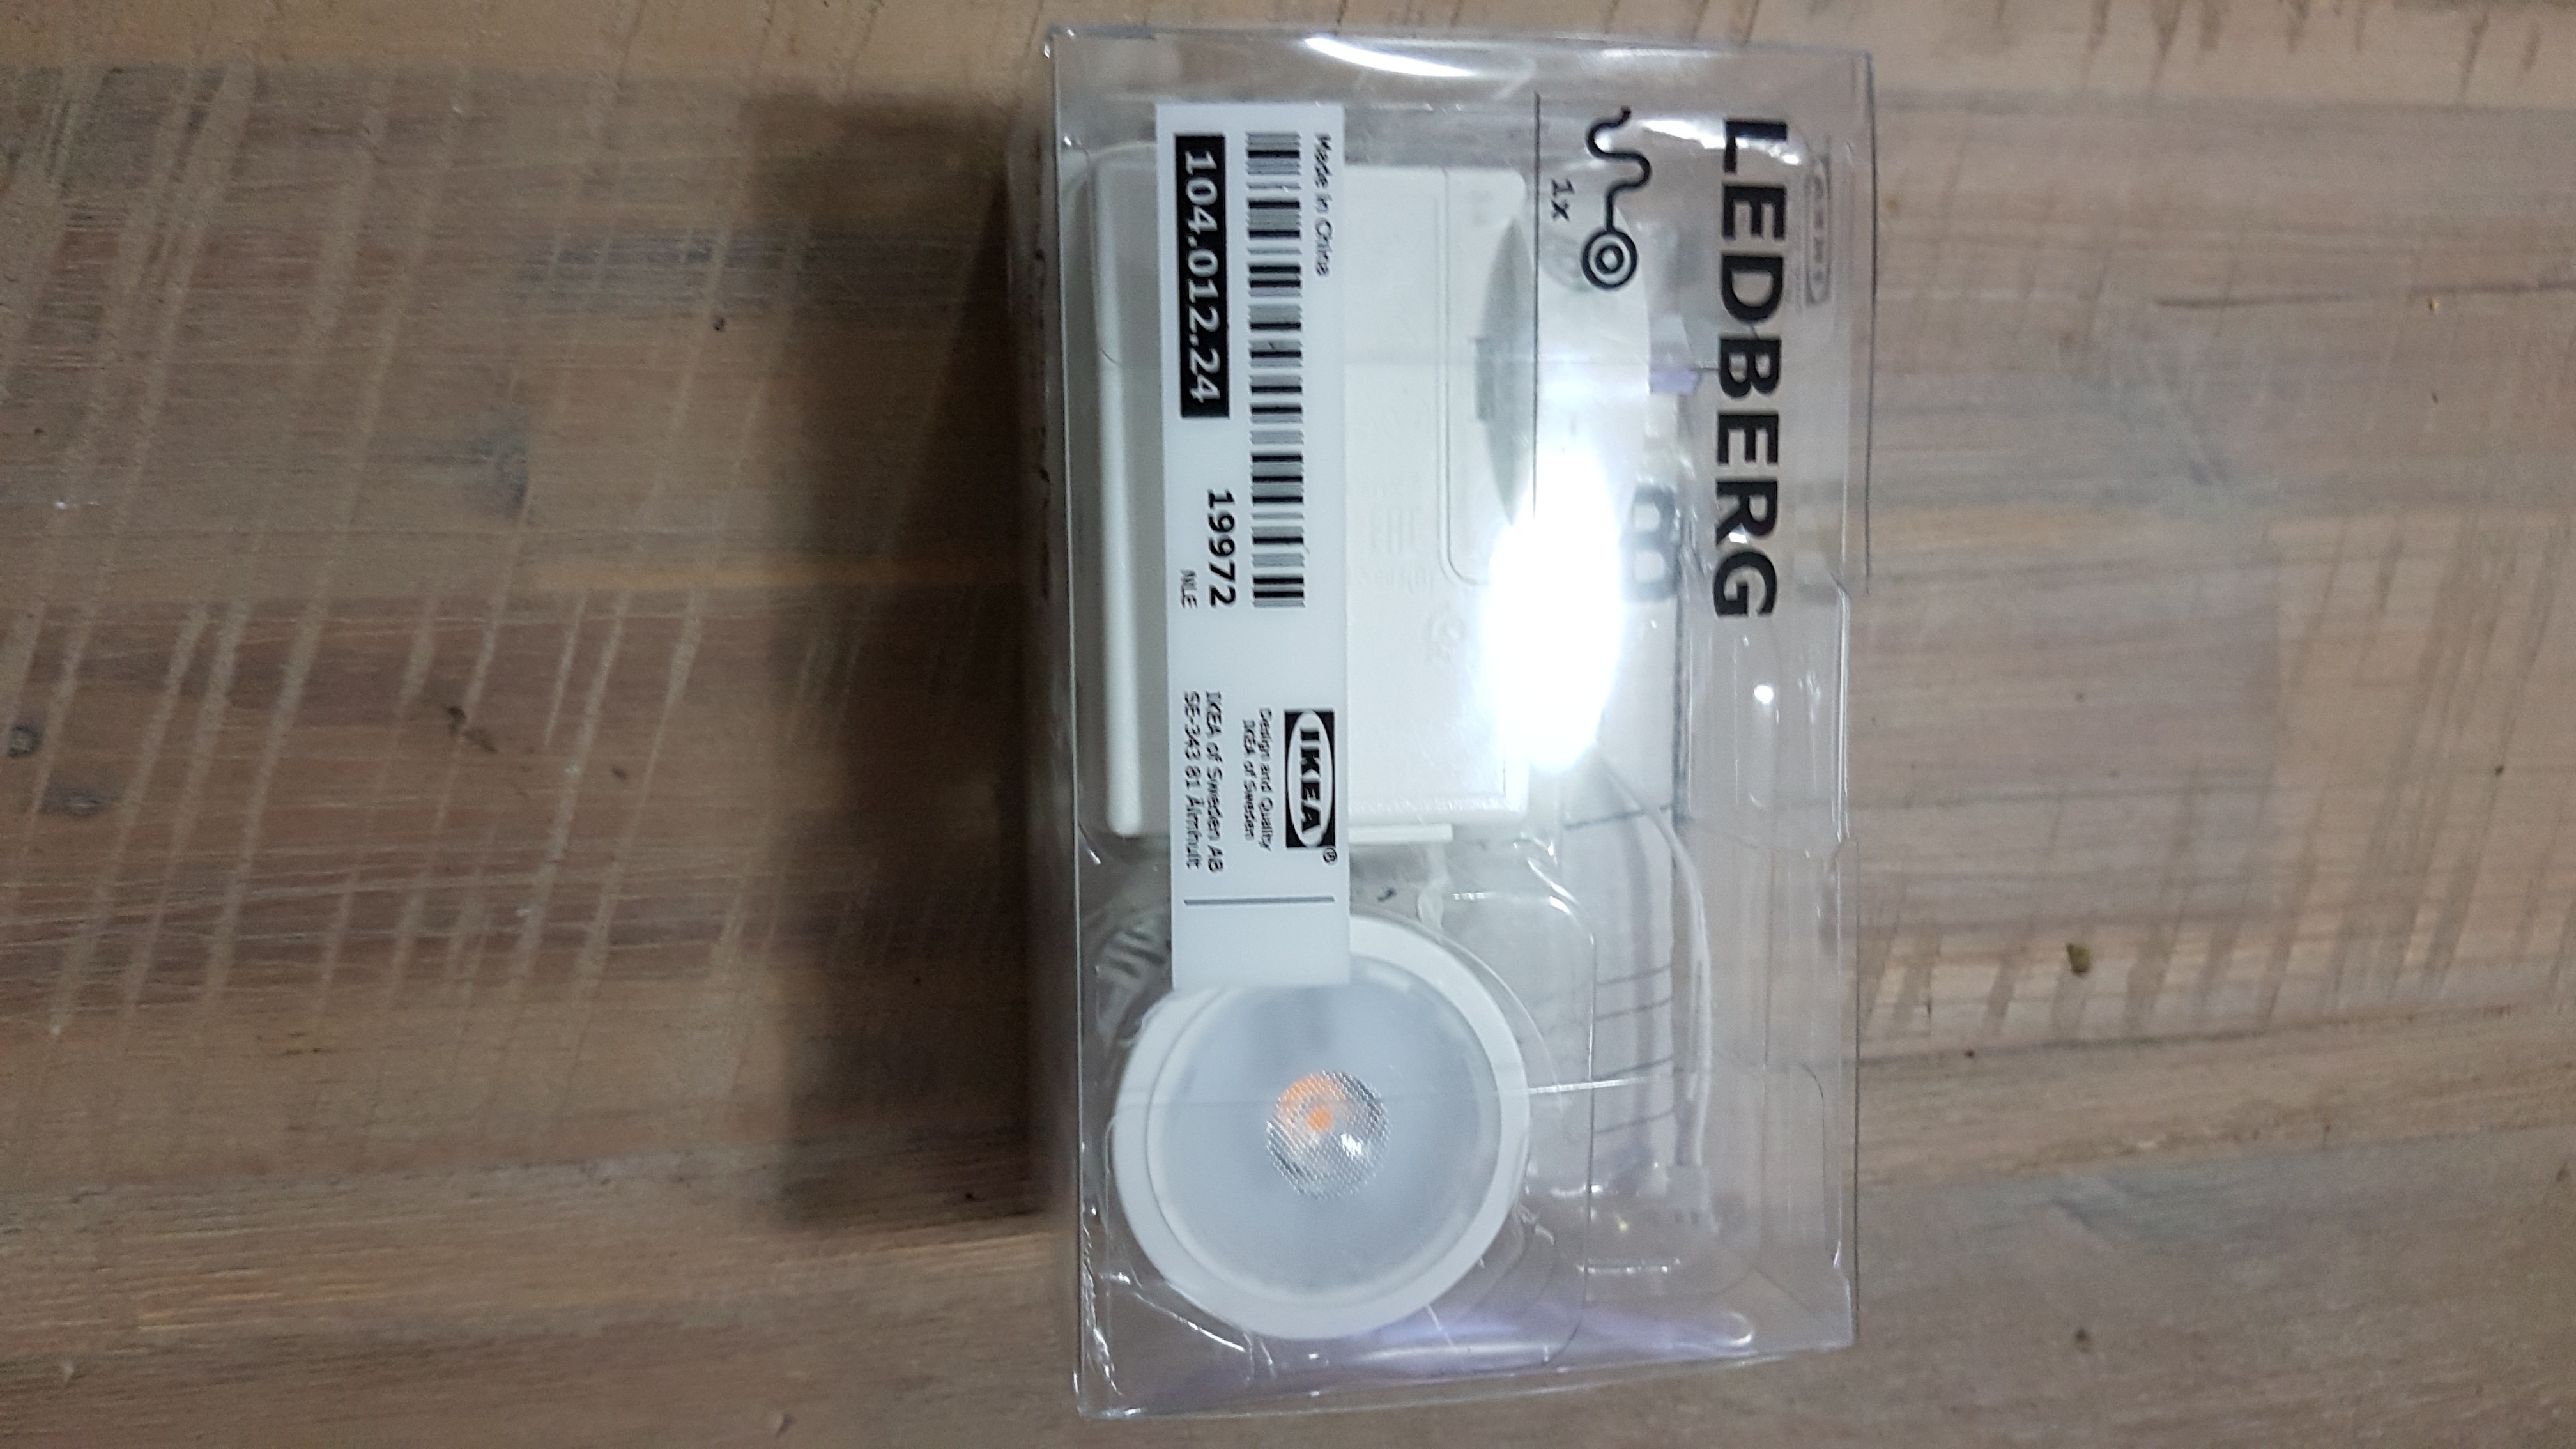 LEDBERG
1x
Made in China
104.012.24
19972
NLE
IKEA®
Design and Quality
IKEA of Sweden
IKEA of Sweden AB
SE-343 81 Älmhult
EAC